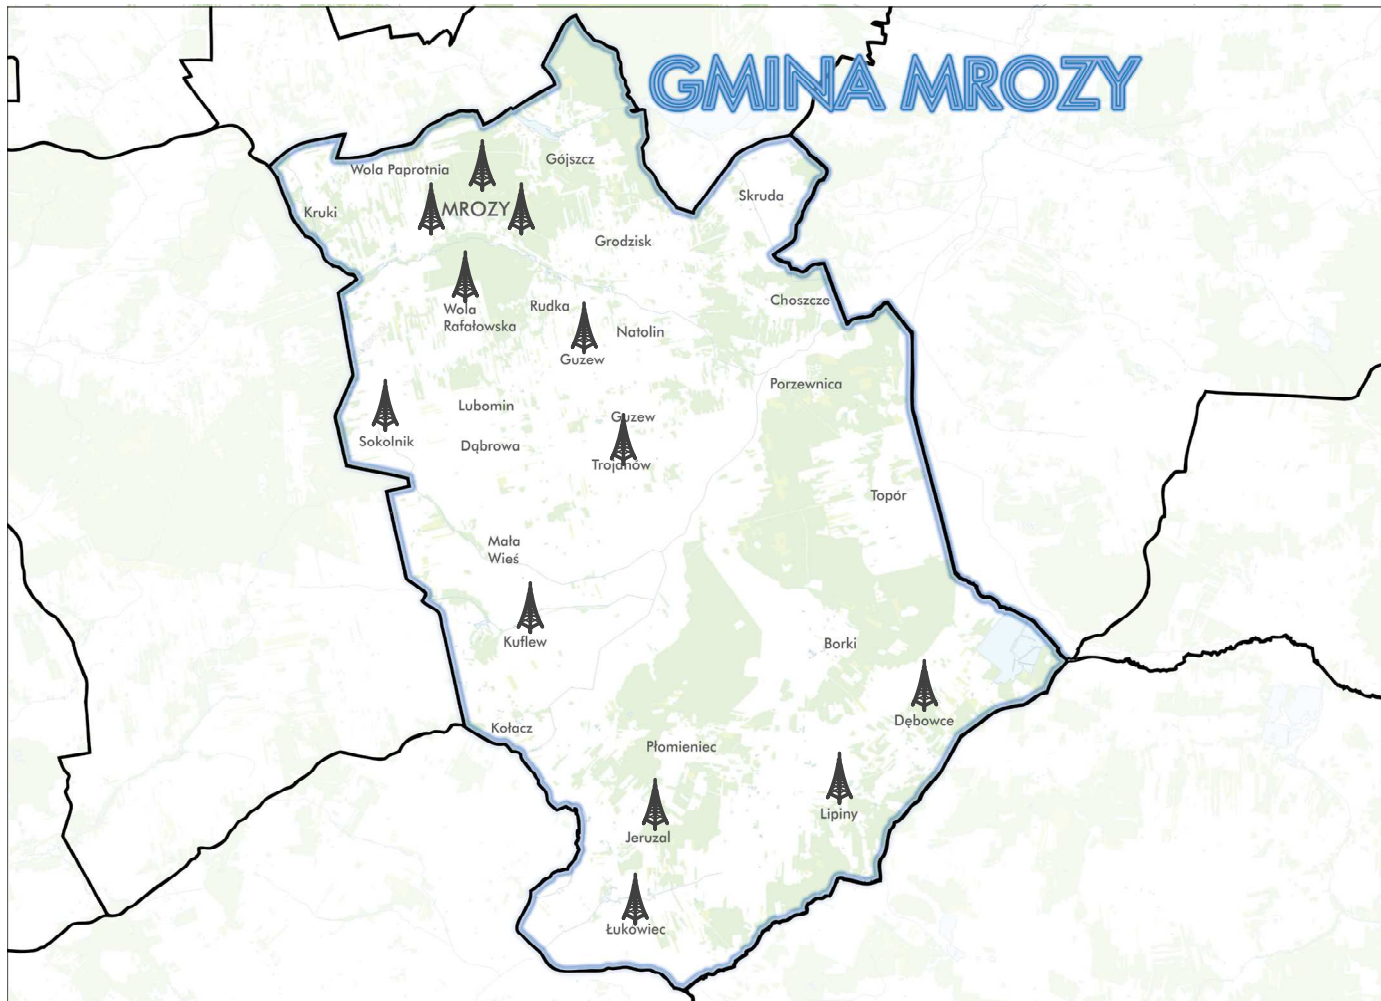 GMINA MROZY
Gójszcz
Wola Paprotnia
Skruda
Kruki
MROZY
Grodzisk
Choszcze
Rudka
Wola
Rafałowska
Natolin
Guzew
Porzewnica
Lubomin
Guzew
Sokolnik
Dąbrowa
Trojanów
Topór
Mała
Wieś
Kuflew
Borki
Dębowce
Kołacz
Płomieniec
Lipiny
Jeruzal
Łukowiec